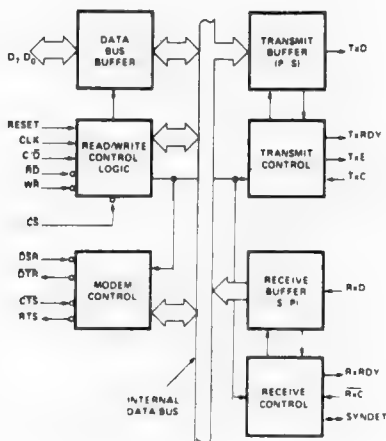 DATA
BUS
BUFFER
D7 D0
RESET
CLK
C/D
RD
WR
READ/WRITE
CONTROL
LOGIC
CS
DSR
DTR
CTS
RTS
MODEM
CONTROL
INTERNAL
DATA BUS
TRANSMIT
BUFFER
(P S)
TxD
TRANSMIT
CONTROL
TxRDY
TxE
TxC
RECEIVE
BUFFER
S P)
RxD
RECEIVE
CONTROL
RxRDY
RxC
SYNDET